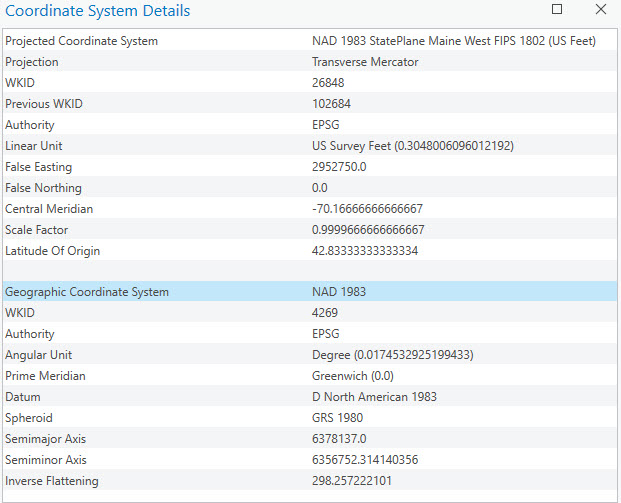 Coordinate System Details
Projected Coordinate System NAD 1983 StatePlane Maine West FIPS 1802 (US Feet)
Projection Transverse Mercator
WKID 26848
Previous WKID 102684
Authority EPSG
Linear Unit US Survey Feet (0.3048006096012192)
False Easting 2952750.0
False Northing 0.0
Central Meridian -70.16666666666667
Scale Factor 0.9999666666666667
Latitude Of Origin 42.83333333333334
Geographic Coordinate System NAD 1983
WKID 4269
Authority EPSG
Angular Unit Degree (0.0174532925199433)
Prime Meridian Greenwich (0.0)
Datum D North American 1983
Spheroid GRS 1980
Semimajor Axis 6378137.0
Semiminor Axis 6356752.314140356
Inverse Flattening 298.257222101